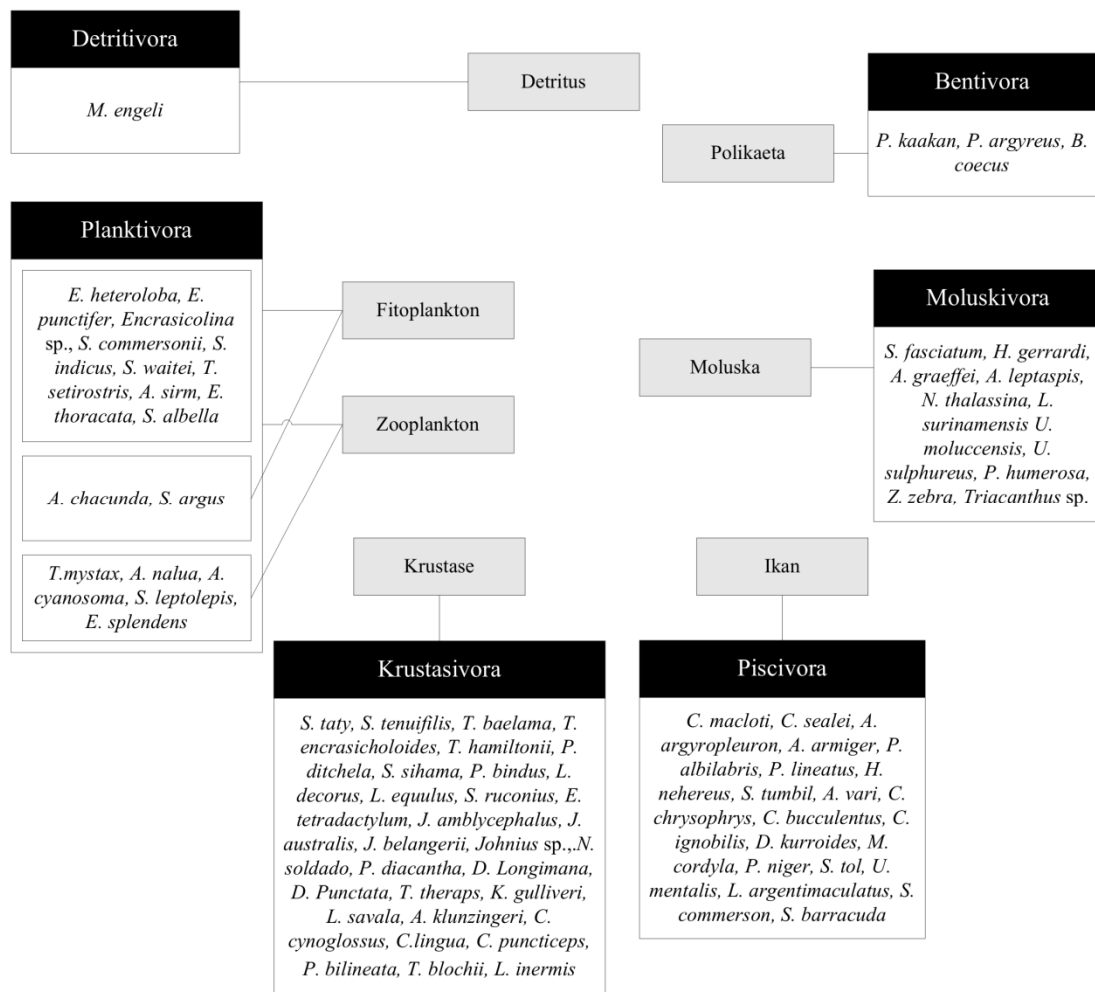 Detritivora
M. engeli
Detritus
Bentivora
P. kaakan, P. argyreus, B.
coecus
Polikaeta
Planktivora
E. heteroloba, E.
punctifer, Encrasicolina
sp., S. commersonii, S.
indicus, S. waitei, T.
setirostris, A. sirm, E.
thoracata, S. albella
A. chacunda, S. argus
T.mystax, A. nalua, A.
cyanosoma, S. leptolepis,
E. splendens
Fitoplankton
Zooplankton
Moluska
Moluskivora
S. fasciatum, H. gerrardi,
A. graeffei, A. leptaspis,
N. thalassina, L.
surinamensis U.
moluccensis, U.
sulphureus, P. humerosa,
Z. zebra, Triacanthus sp.
Krustase
Krustasivora
S. taty, S. tenuifilis, T. baelama, T.
encrasicholoides, T. hamiltonii, P.
ditchela, S. sihama, P. bindus, L.
decorus, L. equulus, S. ruconius, E.
tetradactylum, J. amblycephalus, J.
australis, J. belangerii, Johnius sp.,.N.
soldado, P. diacantha, D. Longimana,
D. Punctata, T. theraps, K. gulliveri,
L. savala, A. klunzingeri, C.
cynoglossus, C.lingua, C. puncticeps,
P. bilineata, T. blochii, L. inermis
Ikan
Piscivora
C. macloti, C. sealei, A.
argyropleuron, A. armiger, P.
albilabris, P. lineatus, H.
nehereus, S. tumbil, A. vari, C.
chrysophrys, C. bucculentus, C.
ignobilis, D. kurroides, M.
cordyla, P. niger, S. tol, U.
mentalis, L. argentimaculatus, S.
commerson, S. barracuda